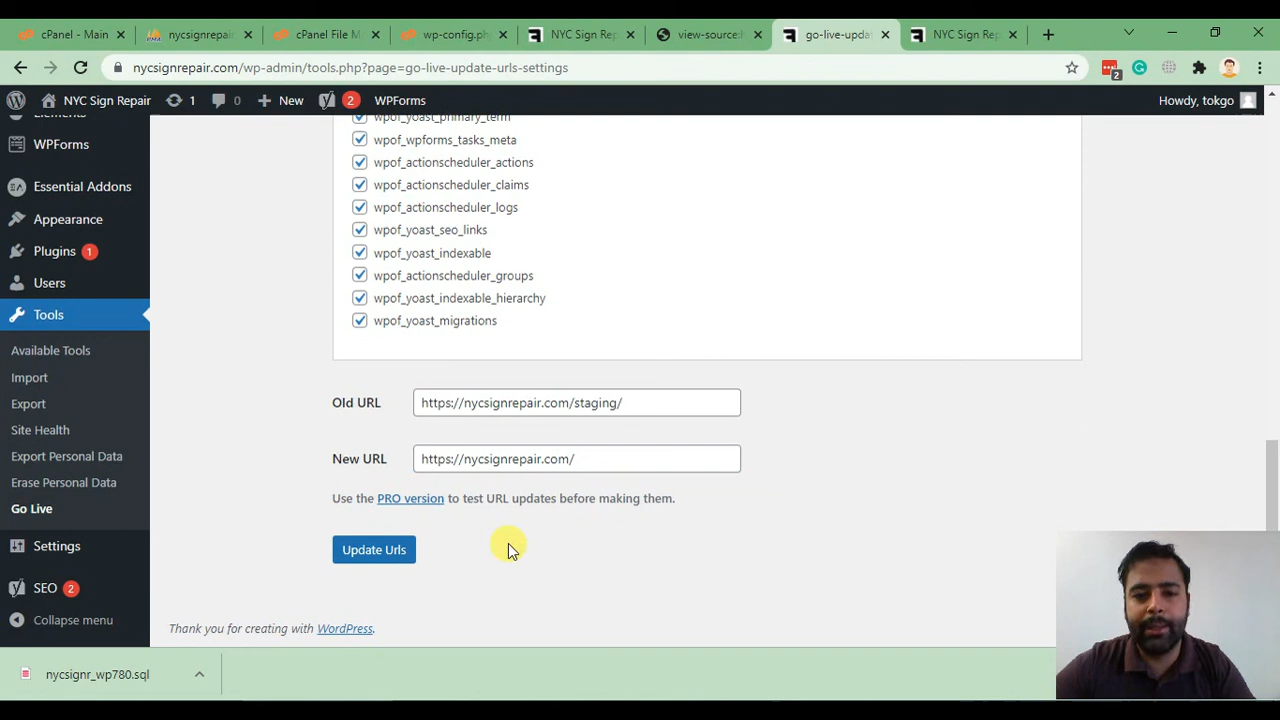 cPanel - Main
nycsignrepair
cPanel File M
wp-config.php
NYC Sign Rep
view-source:h
go-live-updat
NYC Sign Rep
nycsignrepair.com/wp-admin/tools.php?page=go-live-update-urls-settings
2
NYC Sign Repair
1
0
New
2
WPForms
Howdy, tokgo
Elements
WPForms
Essential Addons
Appearance
Plugins 1
Users
Tools
Available Tools
Import
Export
Site Health
Export Personal Data
Erase Personal Data
Go Live
Settings
SEO 2
Collapse menu
wpof_yoast_primary_term
wpof_wpforms_tasks_meta
wpof_actionscheduler_actions
wpof_actionscheduler_claims
wpof_actionscheduler_logs
wpof_yoast_seo_links
wpof_yoast_indexable
wpof_actionscheduler_groups
wpof_yoast_indexable_hierarchy
wpof_yoast_migrations
Old URL https://nycsignrepair.com/staging/
New URL https://nycsignrepair.com/
Use the PRO version to test URL updates before making them.
Update Urls
Thank you for creating with WordPress.
nycsignr_wp780.sql